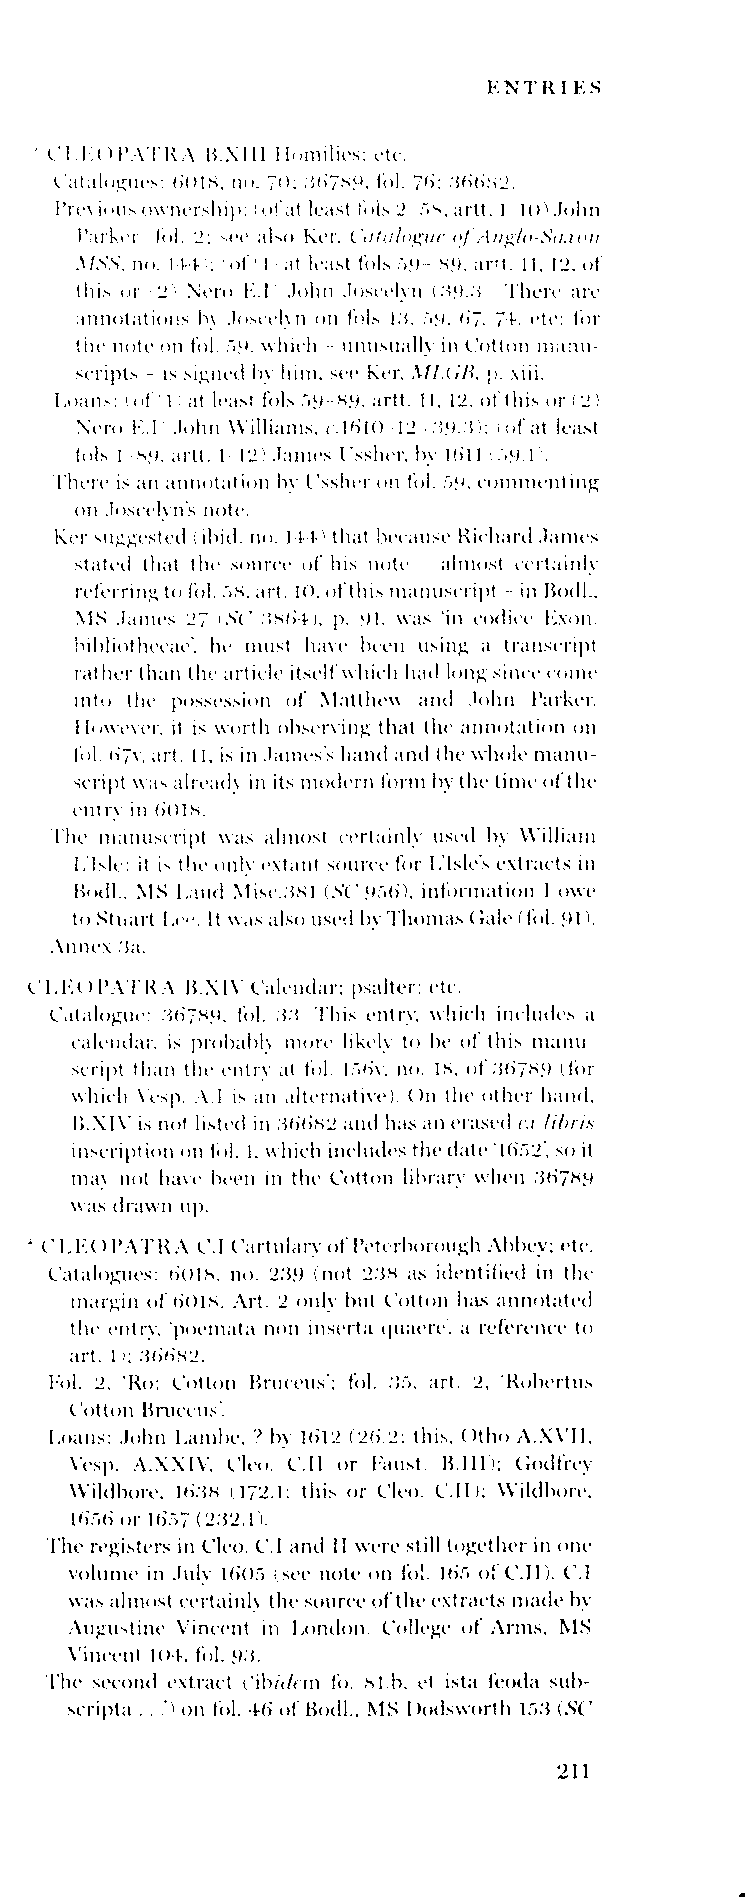 ENTRIES
* CLEOPATRA B.XIII Homilies; etc.
Catalogues: 6018, no. 70; 36789, fol. 76; 36682.
Previous ownership: (of at least fols 2–58, artt. 1–10) John
Parker (fol. 2; see also Ker, Catalogue of Anglo-Saxon
MSS, no. 144); (of (1) at least fols 59–89, artt. 11, 12, of
this or (2) Nero E.I) John Joscelyn (39.3). There are
annotations by Joscelyn on fols 13, 59, 67, 74, etc; for
the note on fol. 59, which – unusually in Cotton manu-
scripts – is signed by him, see Ker, MLGB, p. xiii.
Loans: (of (1) at least fols 59–89, artt. 11, 12, of this or (2)
Nero E.I) John Williams, c.1610–12 (39.3); (of at least
fols 1–89, artt. 1–12) James Ussher, by 1611 (59.1).
There is an annotation by Ussher on fol. 59, commenting
on Joscelyn's note.
Ker suggested (ibid. no. 144) that because Richard James
stated that the source of his note – almost certainly
referring to fol. 58, art. 10, of this manuscript – in Bodl.,
MS James 27 (SC 3864), p. 91, was 'in codice Exon.
bibliothecae', he must have been using a transcript
rather than the article itself which had long since come
into the possession of Matthew and John Parker.
However, it is worth observing that the annotation on
fol. 67v, art. 11, is in James's hand and the whole manu-
script was already in its modern form by the time of the
entry in 6018.
The manuscript was almost certainly used by William
L'Isle: it is the only extant source for L'Isle's extracts in
Bodl., MS Laud Misc.381 (SC 956), information I owe
to Stuart Lee. It was also used by Thomas Gale (fol. 91).
Annex 3a.
CLEOPATRA B.XIV Calendar; psalter; etc.
Catalogue: 36789, fol. 33. This entry, which includes a
calendar, is probably more likely to be of this manu-
script than the entry at fol. 156v, no. 18, of 36789 (for
which Vesp. A.I is an alternative). On the other hand,
B.XIV is not listed in 36682 and has an erased ex libris
inscription on fol. 1, which includes the date '1652', so it
may not have been in the Cotton library when 36789
was drawn up.
* CLEOPATRA C.I Cartulary of Peterborough Abbey; etc.
Catalogues: 6018, no. 239 (not 238 as identified in the
margin of 6018. Art. 2 only but Cotton has annotated
the entry, 'poemata non inserta quaere', a reference to
art. 1); 36682.
Fol. 2, 'Ro: Cotton Bruceus'; fol. 35, art. 2, 'Robertus
Cotton Bruceus'.
Loans: John Lambe, ? by 1612 (26.2: this, Otho A.XVII,
Vesp. A.XXIV, Cleo. C.II or Faust. B.III); Godfrey
Wildbore, 1638 (172.1: this or Cleo. C.II); Wildbore,
1656 or 1657 (232.1).
The registers in Cleo. C.I and II were still together in one
volume in July 1605 (see note on fol. 165 of C.II). C.I
was almost certainly the source of the extracts made by
Augustine Vincent in London, College of Arms, MS
Vincent 104, fol. 93.
The second extract ('ibidem fo. 81.b. et ista feoda sub-
scripta . . .') on fol. 46 of Bodl., MS Dodsworth 153 (SC
211